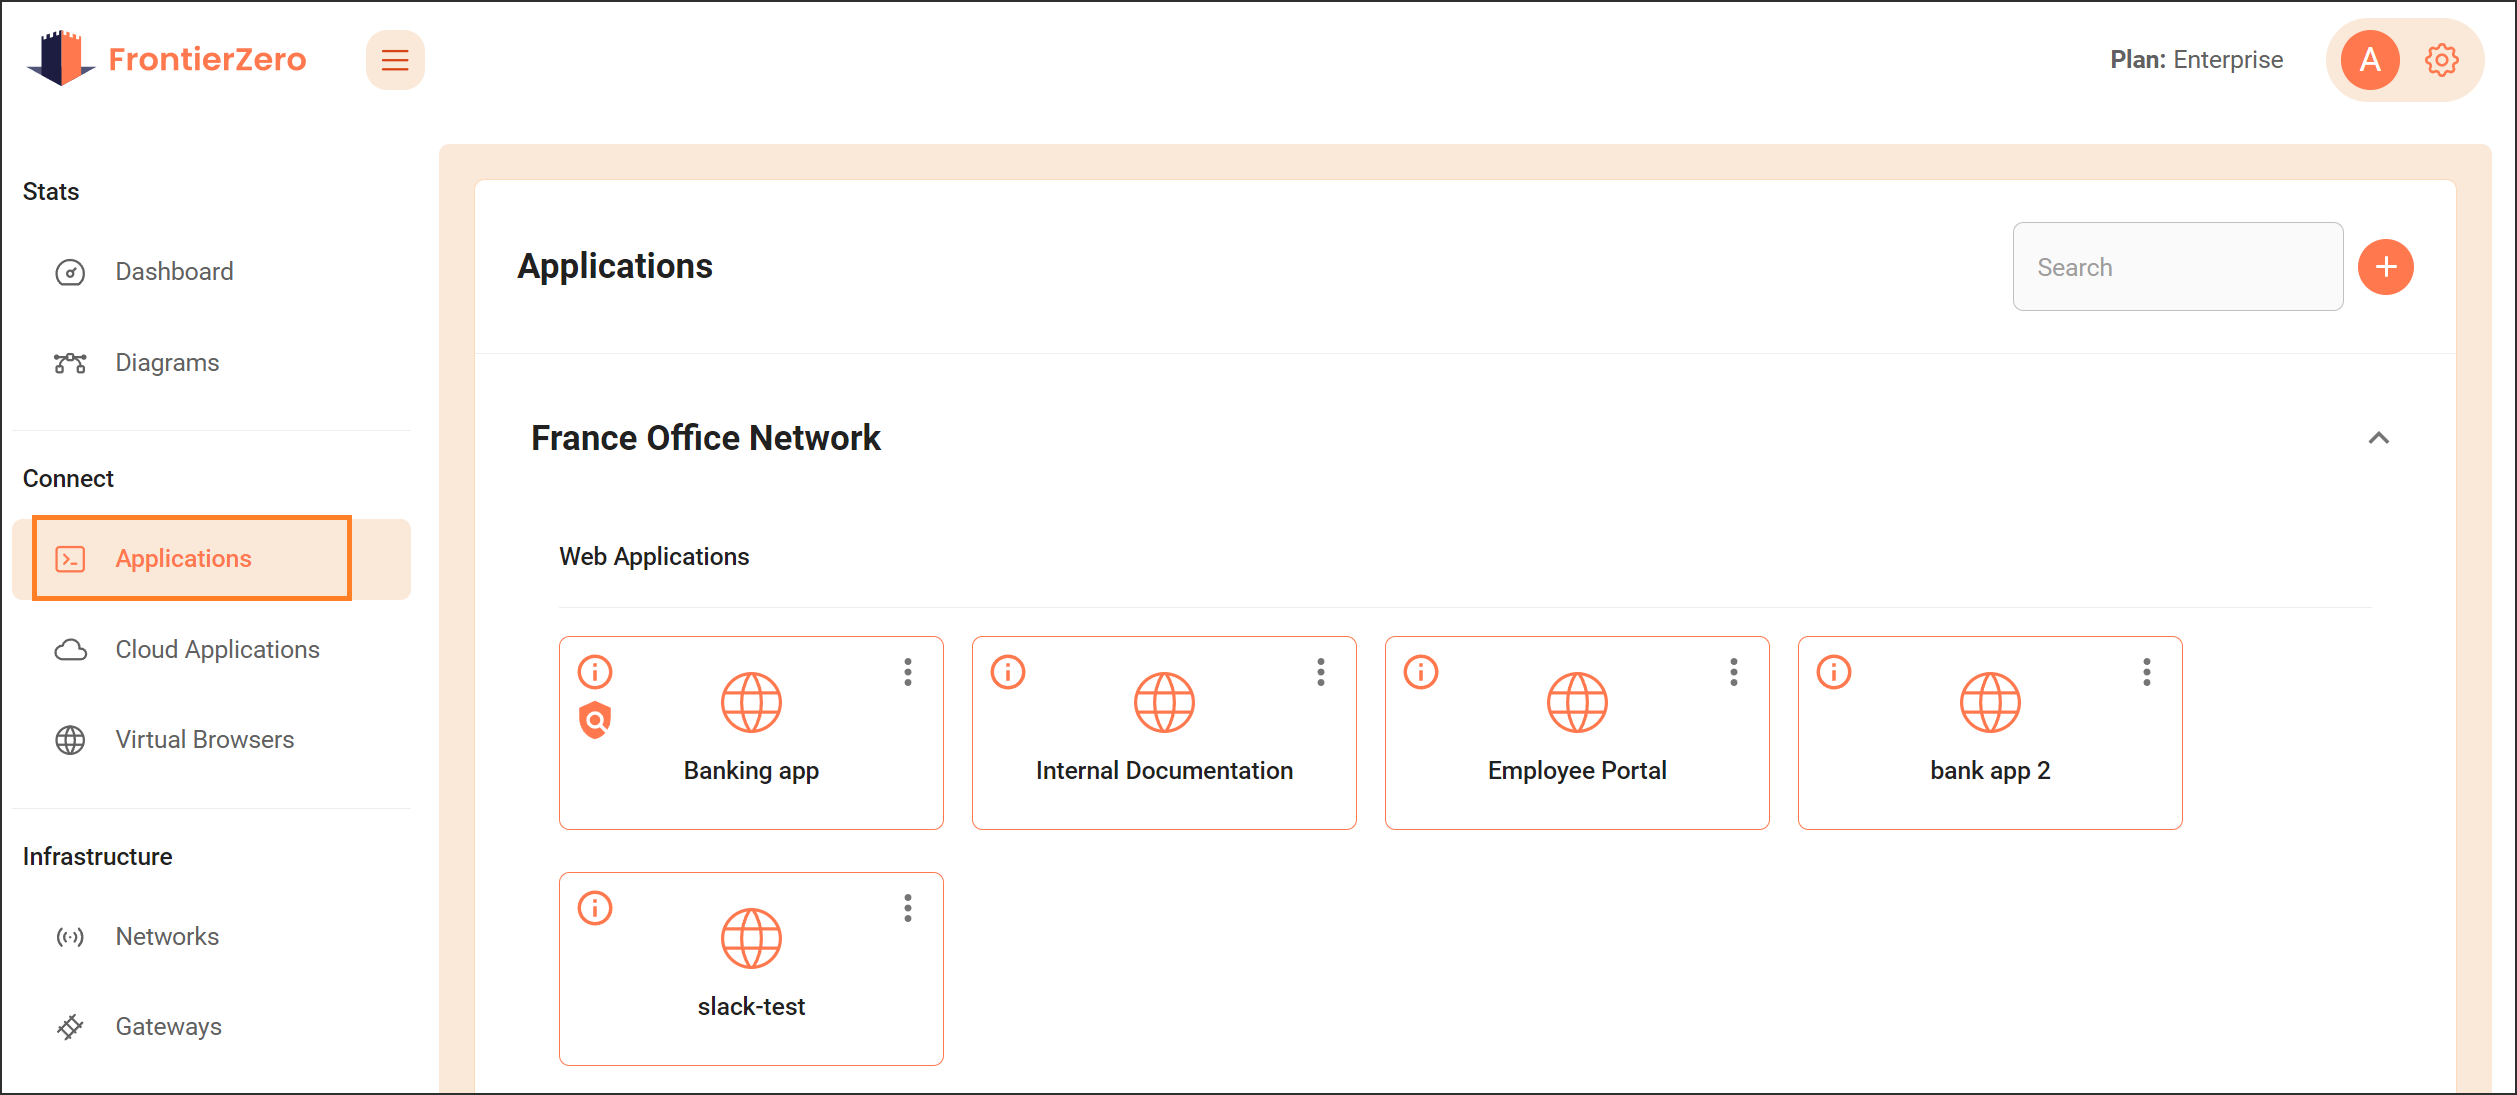 FrontierZero
Plan: Enterprise
A
Stats
Dashboard
Diagrams
Connect
Applications
Cloud Applications
Virtual Browsers
Infrastructure
Networks
Gateways
Applications
Search
France Office Network
Web Applications
Banking app
Internal Documentation
Employee Portal
bank app 2
slack-test